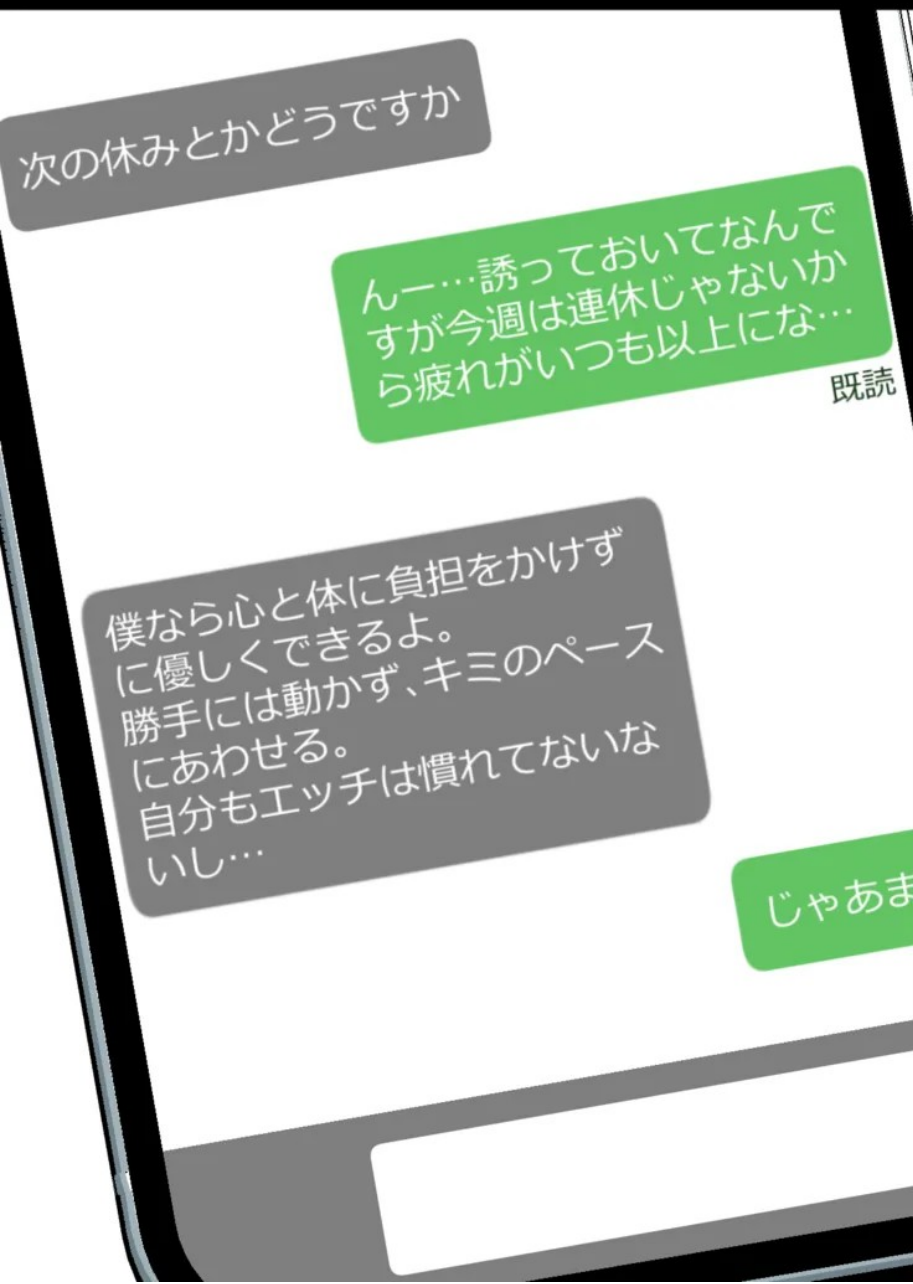 次の休みとかどうですか
んー…誘っておいてなんで
すが今週は連休じゃないか
ら疲れがいつも以上にな…
既読
僕なら心と体に負担をかけず
に優しくできるよ。
勝手には動かず、キミのペース
にあわせる。
自分もエッチは慣れてないな
いし…
じゃあま